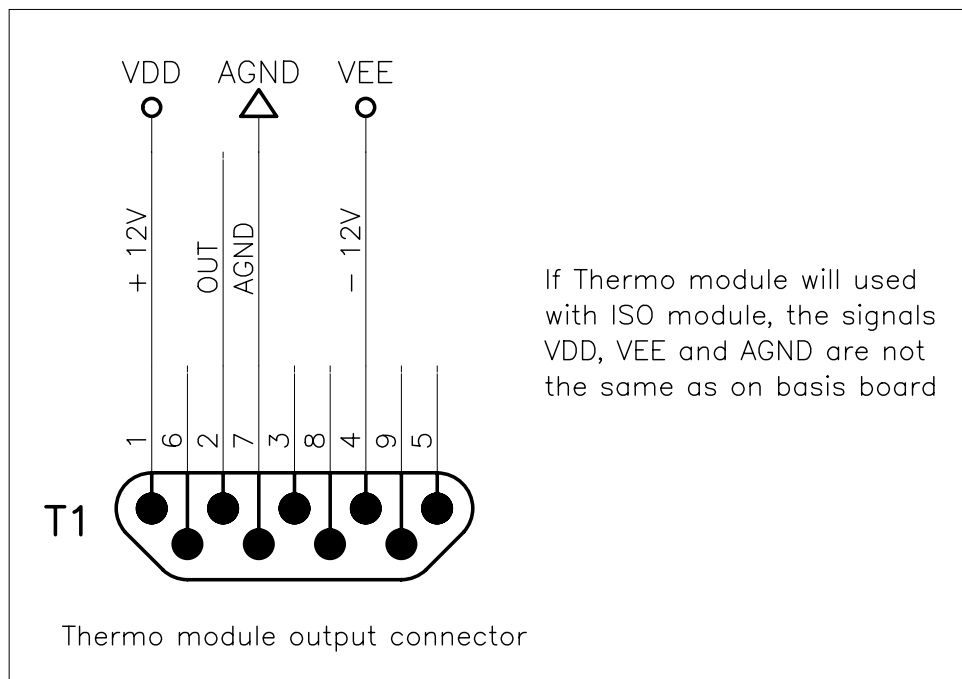 VDD AGND VEE
+ 12V
OUT
AGND
- 12V
If Thermo module will used
with ISO module, the signals
VDD, VEE and AGND are not
the same as on basis board
1 6 2 7 3 8 4 9 5
T1
Thermo module output connector